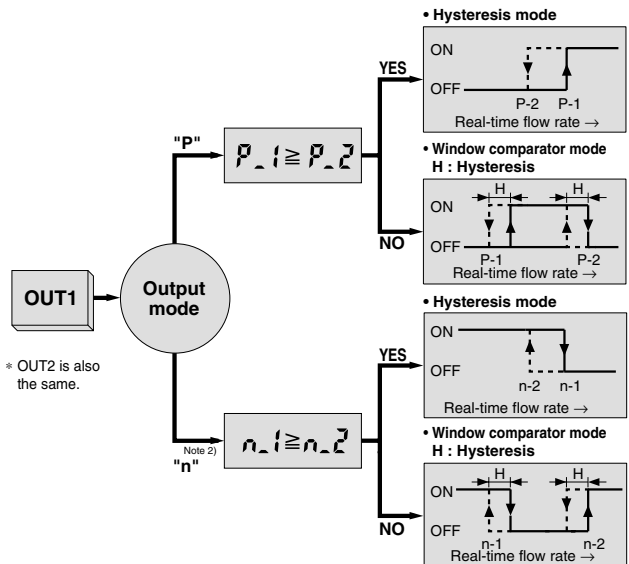 • Hysteresis mode
ON
OFF
P-2 P-1
Real-time flow rate →
YES
"P"
P_1 ≧ P_2
NO
• Window comparator mode
H : Hysteresis
H H
ON
OFF
P-1 P-2
Real-time flow rate →
OUT1
Output
mode
∗ OUT2 is also
the same.
• Hysteresis mode
ON
OFF
n-2 n-1
Real-time flow rate →
YES
Note 2)
"n"
n_1 ≧ n_2
NO
• Window comparator mode
H : Hysteresis
H H
ON
OFF
n-1 n-2
Real-time flow rate →